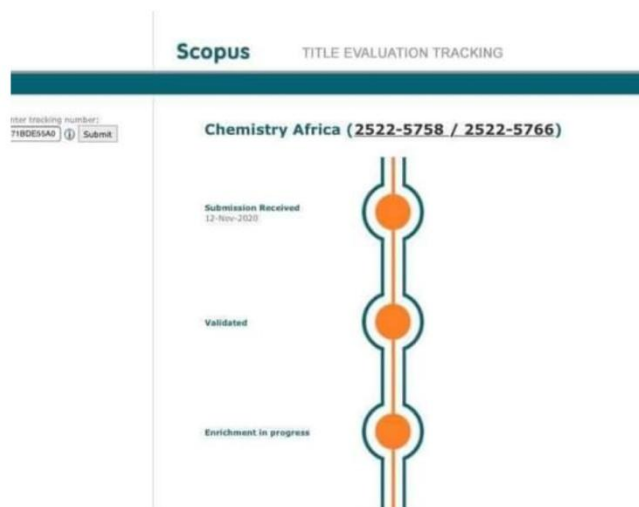 Scopus TITLE EVALUATION TRACKING
nter tracking number:
71BDE55A0 Submit
Chemistry Africa (2522-5758 / 2522-5766)
Submission Received
12-Nov-2020
Validated
Enrichment in progress